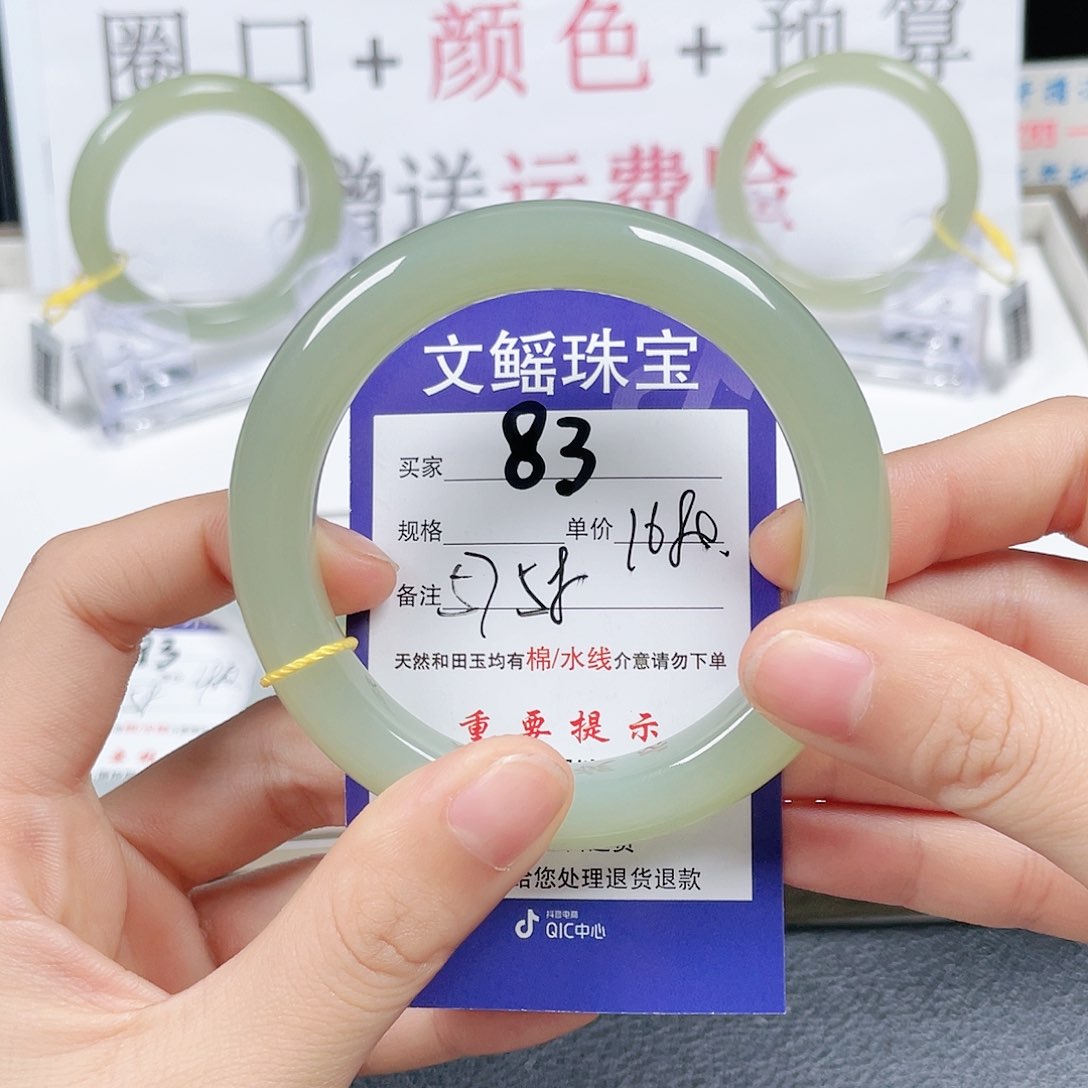 圈口+颜色+预算
赠送运费险
文鳐珠宝
买家 83
规格 单价 1680.
备注 57 58
天然和田玉均有棉/水线介意请勿下单
重要提示
给您处理退货退款
抖音电商
QIC中心
83